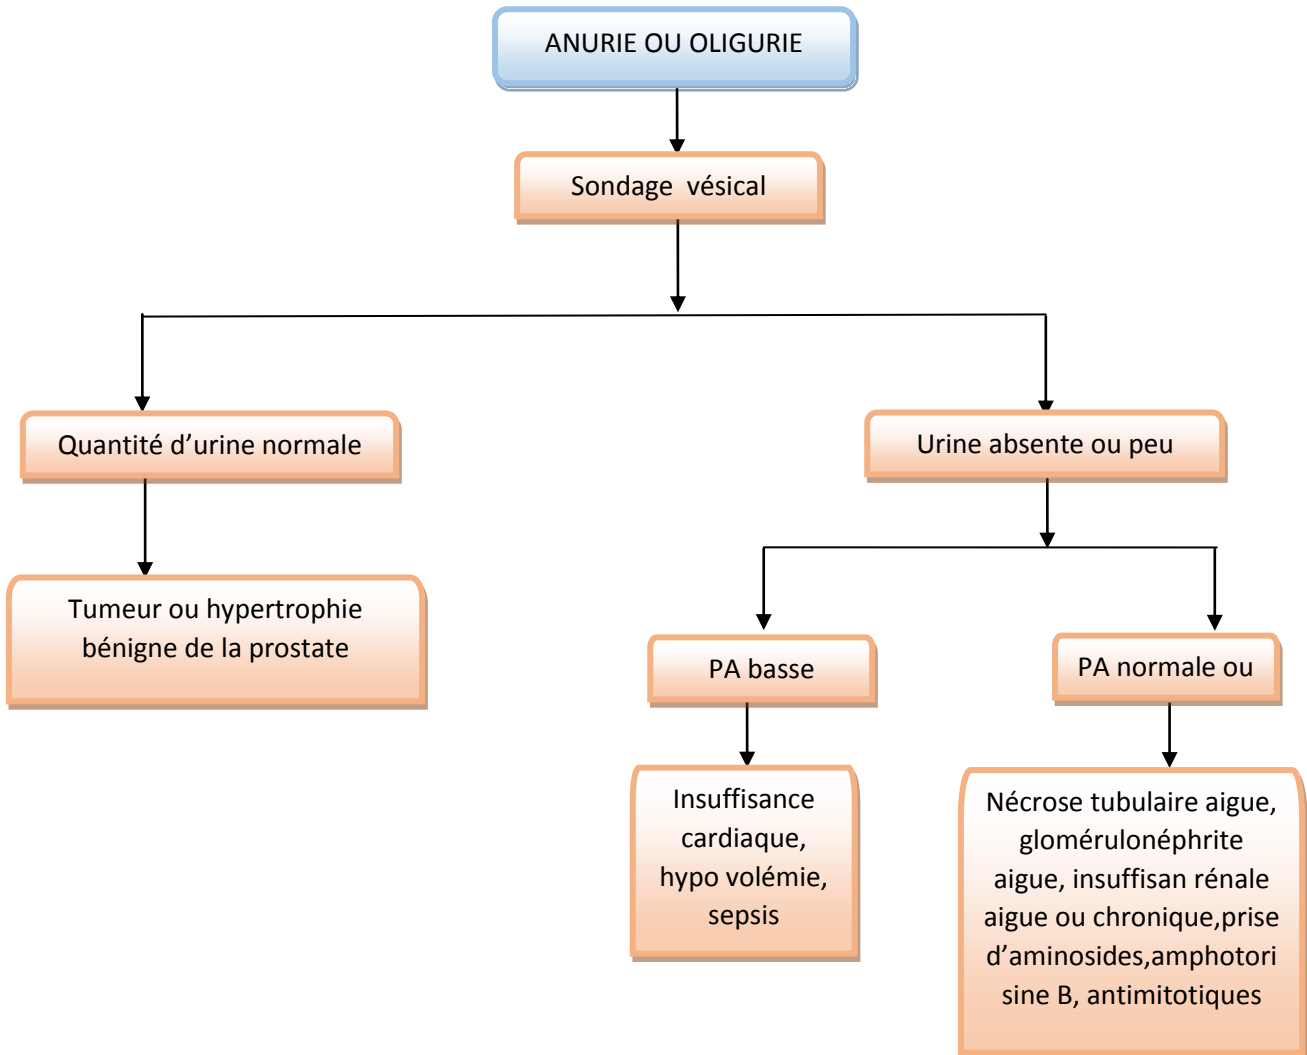 ANURIE OU OLIGURIE
Sondage vésical
Quantité d’urine normale
Urine absente ou peu
Tumeur ou hypertrophie
bénigne de la prostate
PA basse
PA normale ou
Insuffisance
cardiaque,
hypo volémie,
sepsis
Nécrose tubulaire aigue,
glomérulonéphrite
aigue, insuffisan rénale
aigue ou chronique,prise
d’aminosides,amphotori
sine B, antimitotiques